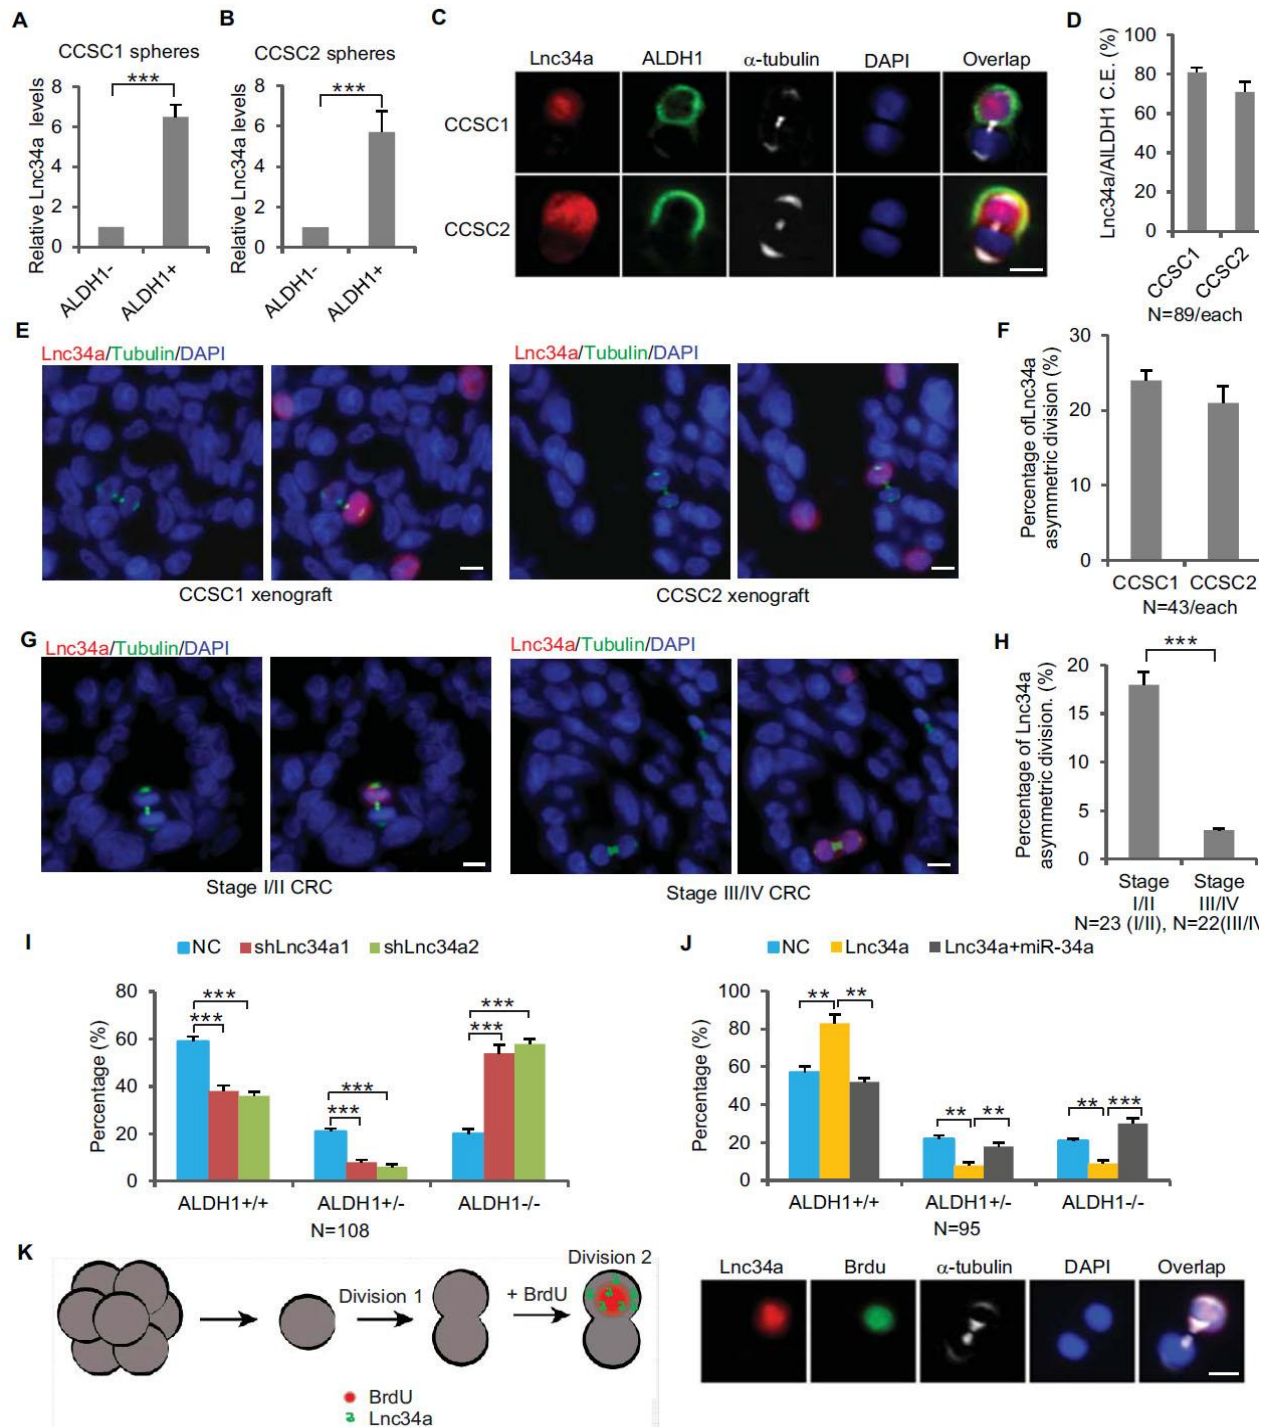 A
CCSC1 spheres
Relative Lnc34a levels
8
6
4
2
0
***
ALDH1-
ALDH1+
B
CCSC2 spheres
Relative Lnc34a levels
8
6
4
2
0
***
ALDH1-
ALDH1+
C
Lnc34a ALDH1 α-tubulin DAPI Overlap
CCSC1
CCSC2
D
Lnc34a/AlLDH1 C.E. (%)
100
80
60
40
20
0
CCSC1
CCSC2
N=89/each
E
Lnc34a/Tubulin/DAPI
CCSC1 xenograft
Lnc34a/Tubulin/DAPI
CCSC2 xenograft
F
Percentage ofLnc34a
asymmetric division (%)
30
20
10
0
CCSC1 CCSC2
N=43/each
G
Lnc34a/Tubulin/DAPI
Stage I/II CRC
Lnc34a/Tubulin/DAPI
Stage III/IV CRC
H
Percentage of Lnc34a
asymmetric division. (%)
20
15
10
5
0
***
Stage Stage
I/II III/IV
N=23 (I/II), N=22(III/IV
I
NC shLnc34a1 shLnc34a2
Percentage (%)
80
60
40
20
0
***
***
***
***
***
***
ALDH1+/+ ALDH1+/- ALDH1-/-
N=108
J
NC Lnc34a Lnc34a+miR-34a
Percentage (%)
100
80
60
40
20
0
** **
** **
** ***
ALDH1+/+ ALDH1+/- ALDH1-/-
N=95
K
Division 1
+ BrdU
Division 2
BrdU
Lnc34a
Lnc34a Brdu α-tubulin DAPI Overlap